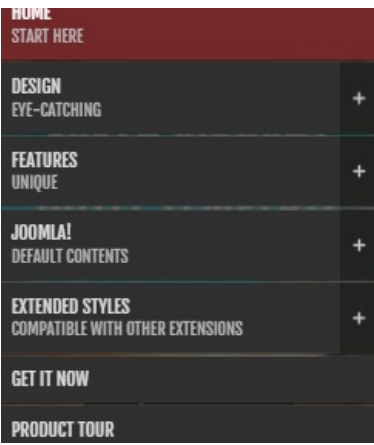 HOME
START HERE
DESIGN
EYE-CATCHING
+
FEATURES
UNIQUE
+
JOOMLA!
DEFAULT CONTENTS
+
EXTENDED STYLES
COMPATIBLE WITH OTHER EXTENSIONS
+
GET IT NOW
PRODUCT TOUR